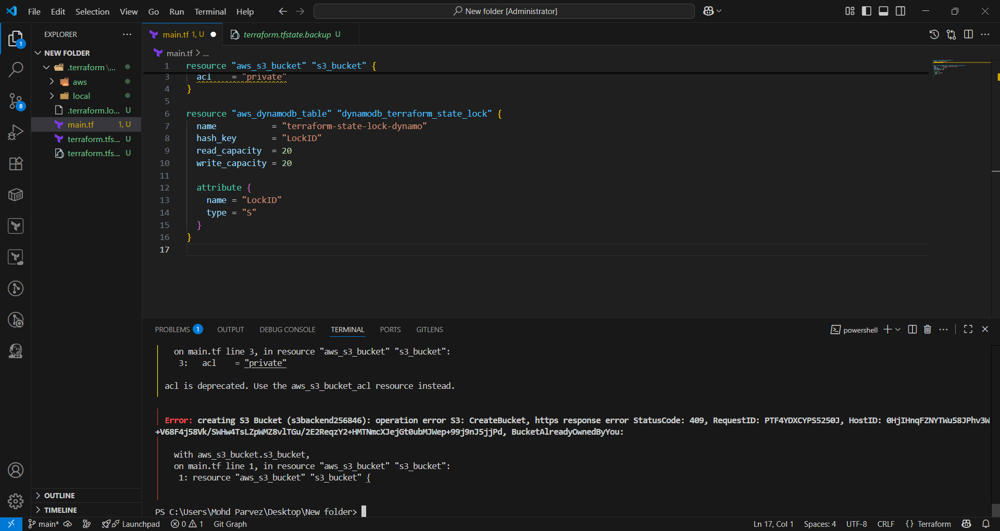 File Edit Selection View Go Run Terminal Help
New folder [Administrator]
EXPLORER
1
NEW FOLDER
.terraform \...
aws
local
.terraform.lo... U
main.tf 1, U
terraform.tfs... U
terraform.tfs... U
8
OUTLINE
TIMELINE
main.tf 1, U
terraform.tfstate.backup U
main.tf > ...
1 resource "aws_s3_bucket" "s3_bucket" {
3 acl = "private"
4 }
5
6 resource "aws_dynamodb_table" "dynamodb_terraform_state_lock" {
7 name = "terraform-state-lock-dynamo"
8 hash_key = "LockID"
9 read_capacity = 20
10 write_capacity = 20
11
12 attribute {
13 name = "LockID"
14 type = "S"
15 }
16 }
17
PROBLEMS 1 OUTPUT DEBUG CONSOLE TERMINAL PORTS GITLENS
powershell
on main.tf line 3, in resource "aws_s3_bucket" "s3_bucket":
3: acl = "private"
acl is deprecated. Use the aws_s3_bucket_acl resource instead.
Error: creating S3 Bucket (s3backend256846): operation error S3: CreateBucket, https response error StatusCode: 409, RequestID: PTF4YDXCYPS5250J, HostID: 0HjIHnqFZNYTWu58JPhv3W
+V68F4j58Vk/SWHw4TsLZpWMZ8vlTGu/2E2ReqzY2+HMTNmcXJejGt0ubMJWep+99j9nJ5jjPd, BucketAlreadyOwnedByYou:
with aws_s3_bucket.s3_bucket,
on main.tf line 1, in resource "aws_s3_bucket" "s3_bucket":
1: resource "aws_s3_bucket" "s3_bucket" {
PS C:\Users\Mohd Parvez\Desktop\New folder>
main* Launchpad 0 1 Git Graph
Ln 17, Col 1 Spaces: 4 UTF-8 CRLF {} Terraform